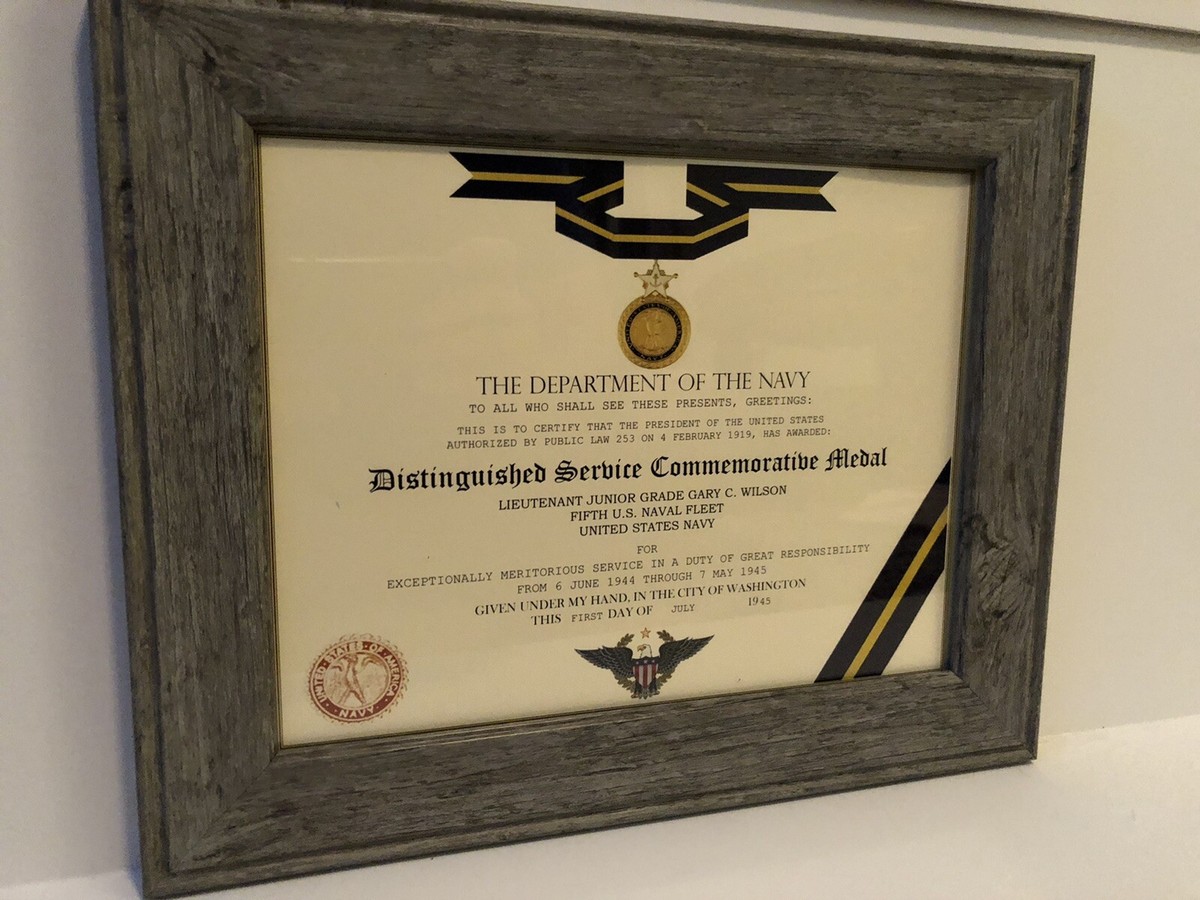 THE DEPARTMENT OF THE NAVY
TO ALL WHO SHALL SEE THESE PRESENTS, GREETINGS:
THIS IS TO CERTIFY THAT THE PRESIDENT OF THE UNITED STATES
AUTHORIZED BY PUBLIC LAW 253 ON 4 FEBRUARY 1919, HAS AWARDED:
Distinguished Service Commemorative Medal
LIEUTENANT JUNIOR GRADE GARY C. WILSON
FIFTH U.S. NAVAL FLEET
UNITED STATES NAVY
FOR
EXCEPTIONALLY MERITORIOUS SERVICE IN A DUTY OF GREAT RESPONSIBILITY
FROM 6 JUNE 1944 THROUGH 7 MAY 1945
GIVEN UNDER MY HAND, IN THE CITY OF WASHINGTON
THIS FIRST DAY OF JULY 1945
UNITED · STATES · OF · AMERICA
· NAVY ·